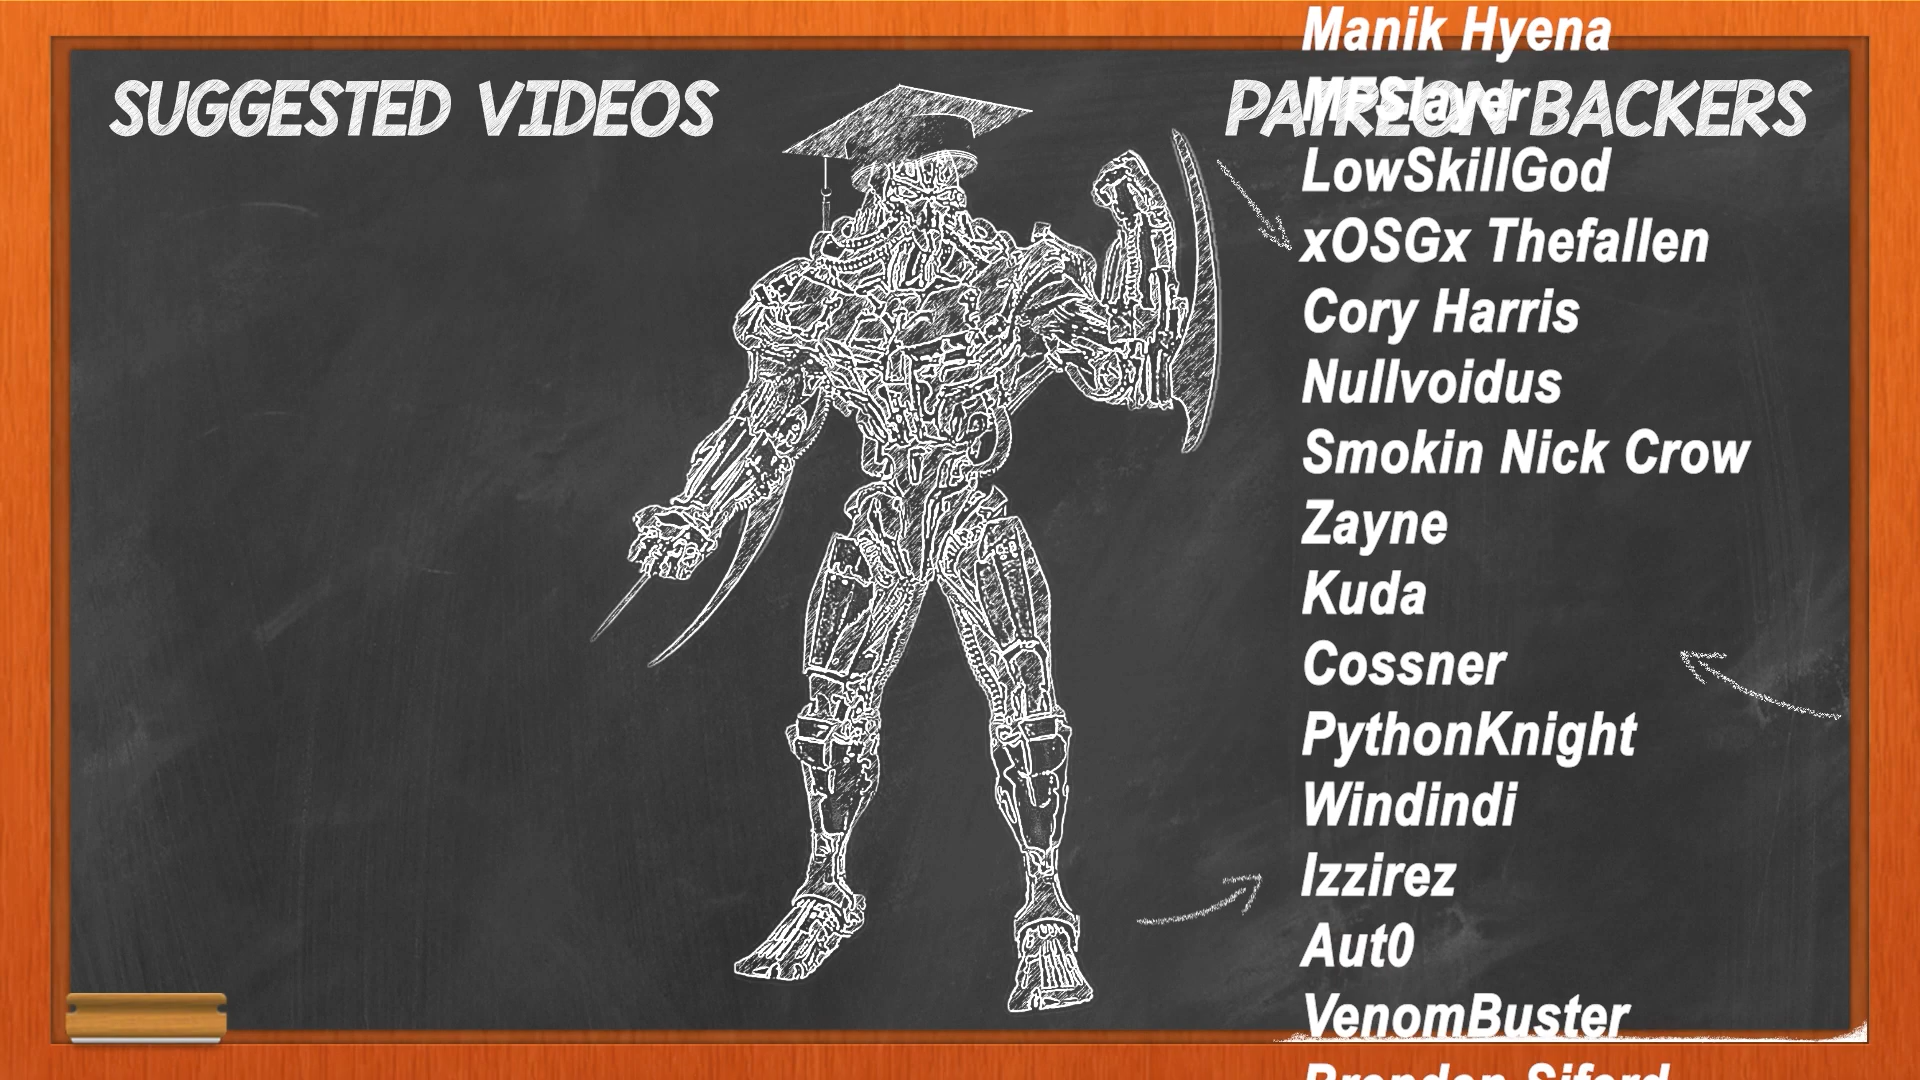 SUGGESTED VIDEOS
PATREON BACKERS
Manik Hyena
MFSlayer
LowSkillGod
xOSGx Thefallen
Cory Harris
Nullvoidus
Smokin Nick Crow
Zayne
Kuda
Cossner
PythonKnight
Windindi
Izzirez
Aut0
VenomBuster